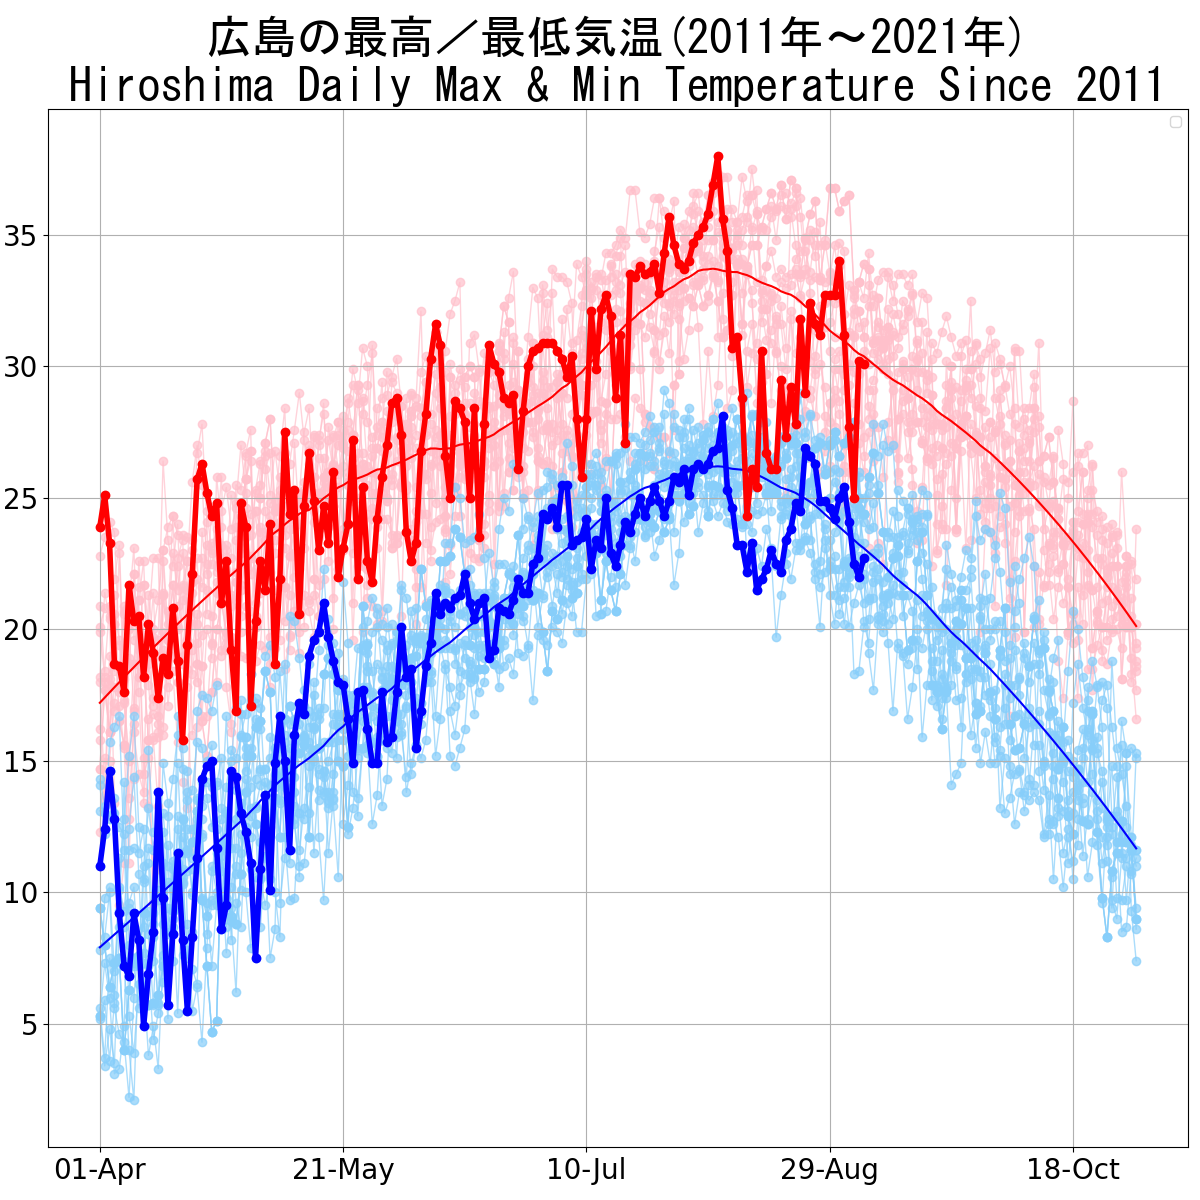 広島の最高／最低気温(2011年～2021年)
Hiroshima Daily Max & Min Temperature Since 2011
35
30
25
20
15
10
5
01-Apr 21-May 10-Jul 29-Aug 18-Oct